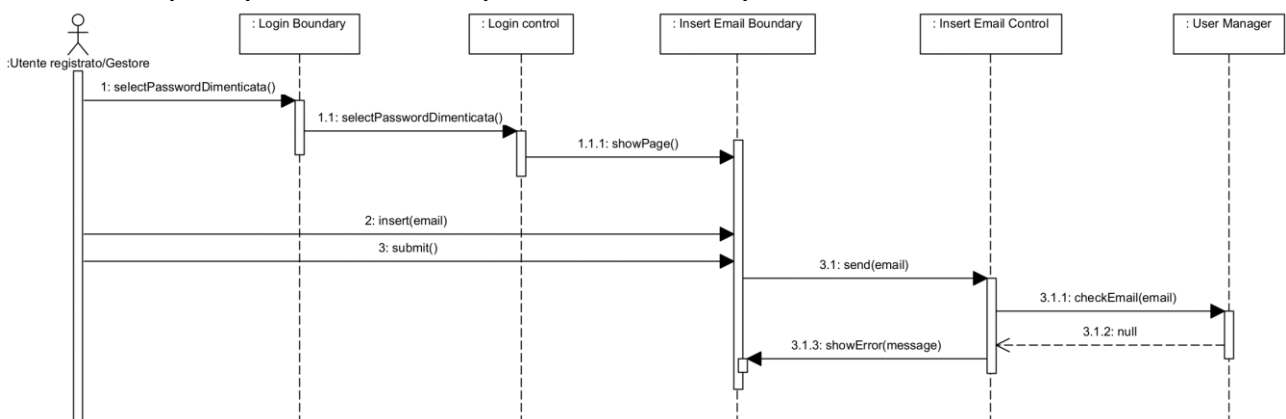 : Login Boundary
: Login control
: Insert Email Boundary
: Insert Email Control
: User Manager
:Utente registrato/Gestore
1: selectPasswordDimenticata()
1.1: selectPasswordDimenticata()
1.1.1: showPage()
2: insert(email)
3: submit()
3.1: send(email)
3.1.1: checkEmail(email)
3.1.2: null
3.1.3: showError(message)